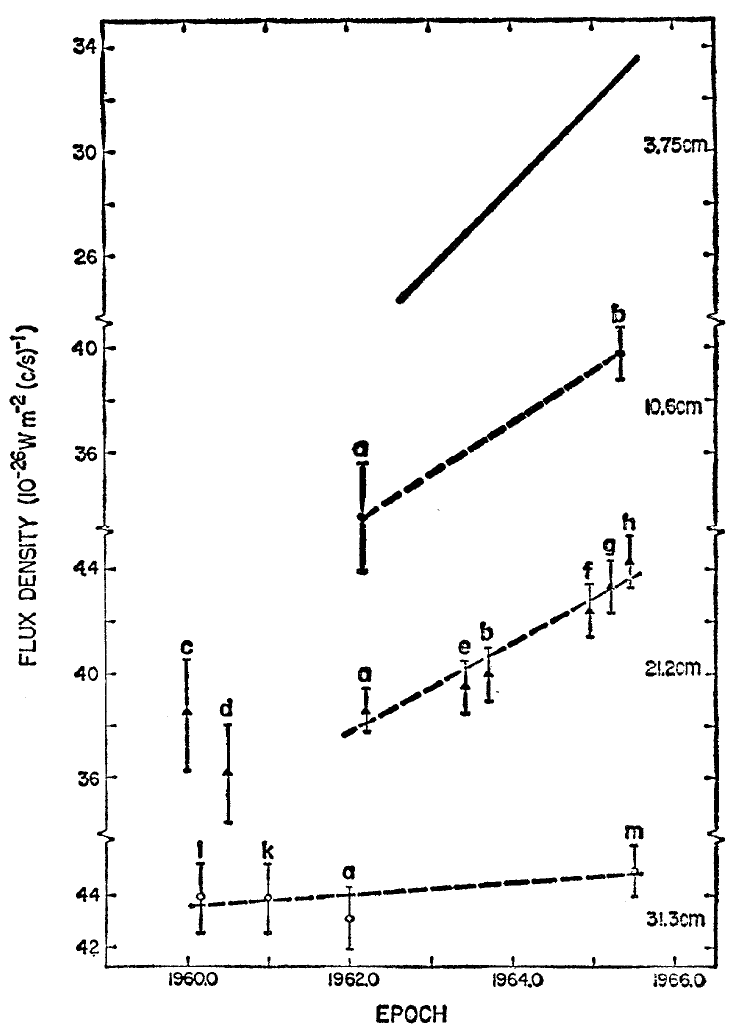 34
30
3.75cm
26
b
40
10.6cm
a
36
h
g
44
f
c
b
e
40
a
21.2cm
d
36
m
l
k
a
44
31.3cm
42
1960.0
1962.0
1964.0
1966.0
EPOCH
FLUX DENSITY (10⁻²⁶W m⁻² (c/s)⁻¹)